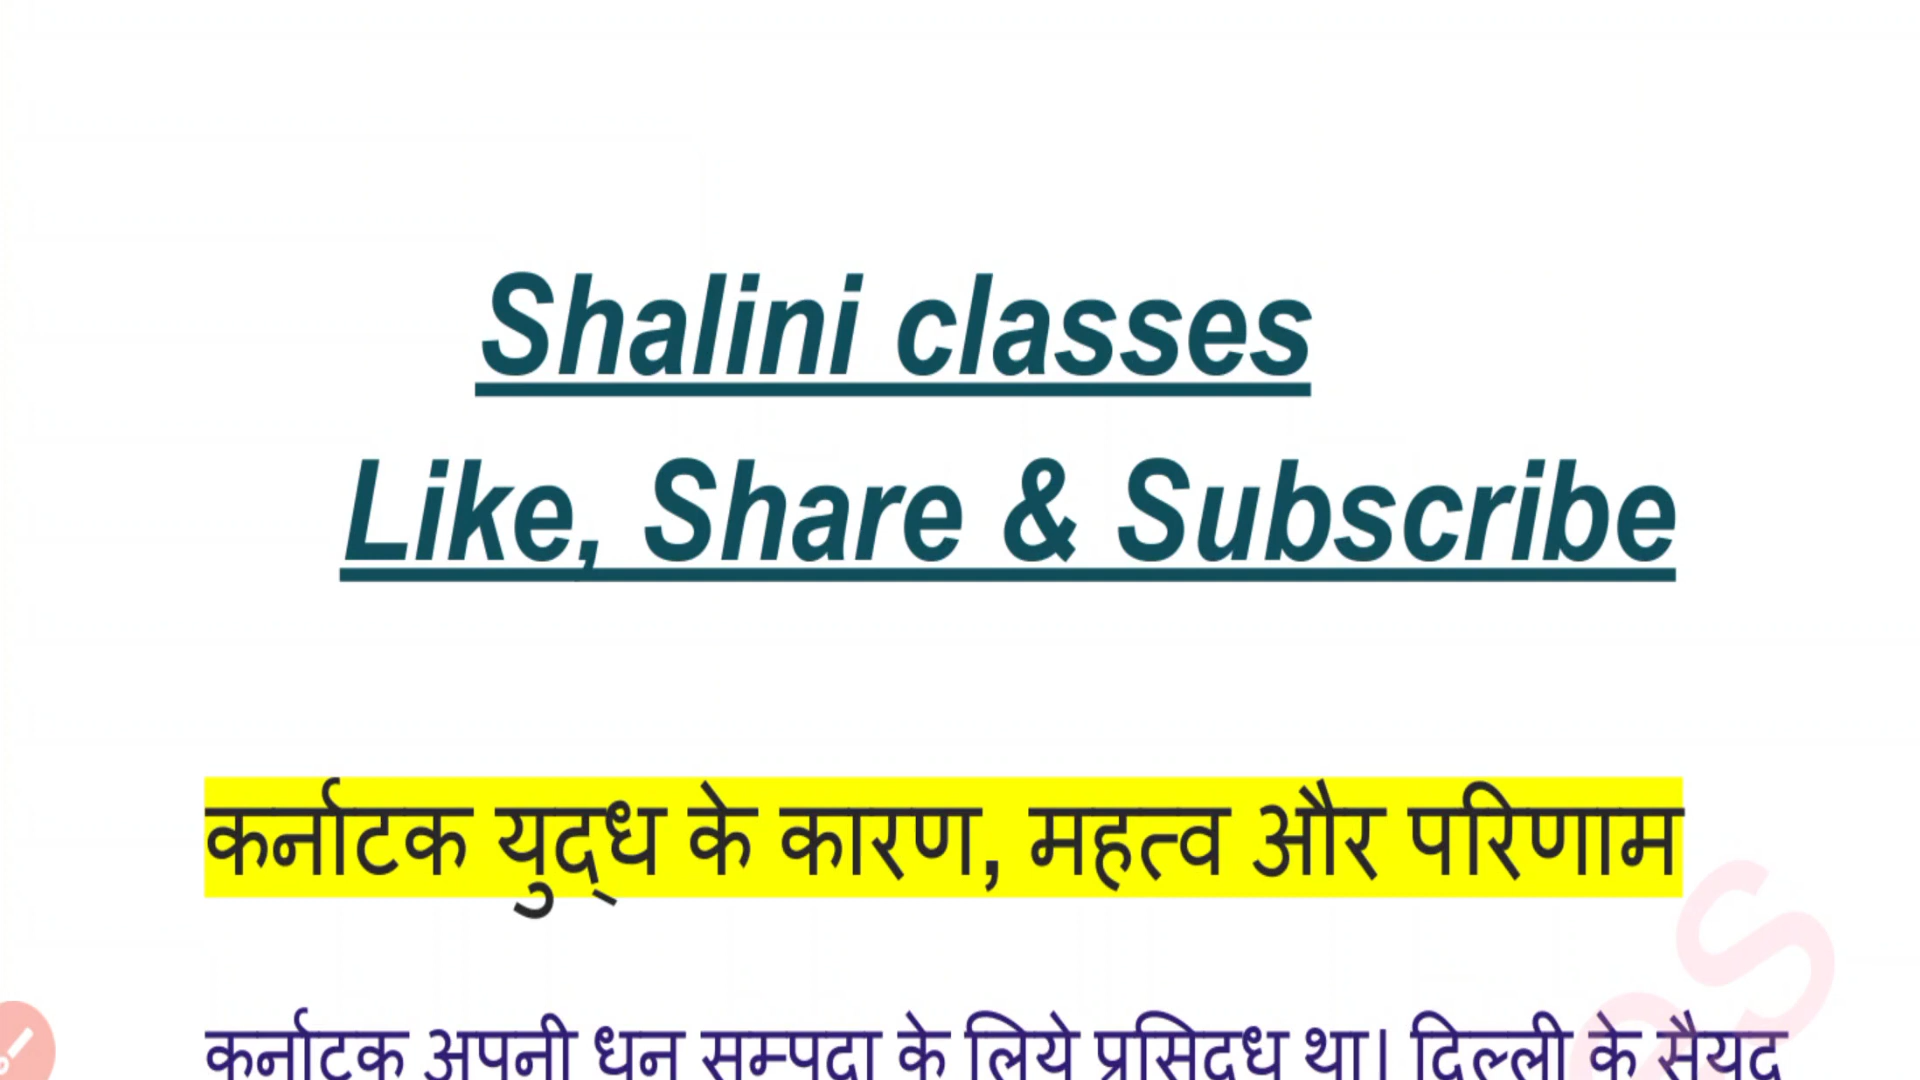 Shalini classes
Like, Share & Subscribe
कर्नाटक युद्ध के कारण, महत्व और परिणाम
कर्नाटक अपनी धन सम्पदा के लिये प्रसिद्ध था। दिल्ली के सैयद
es